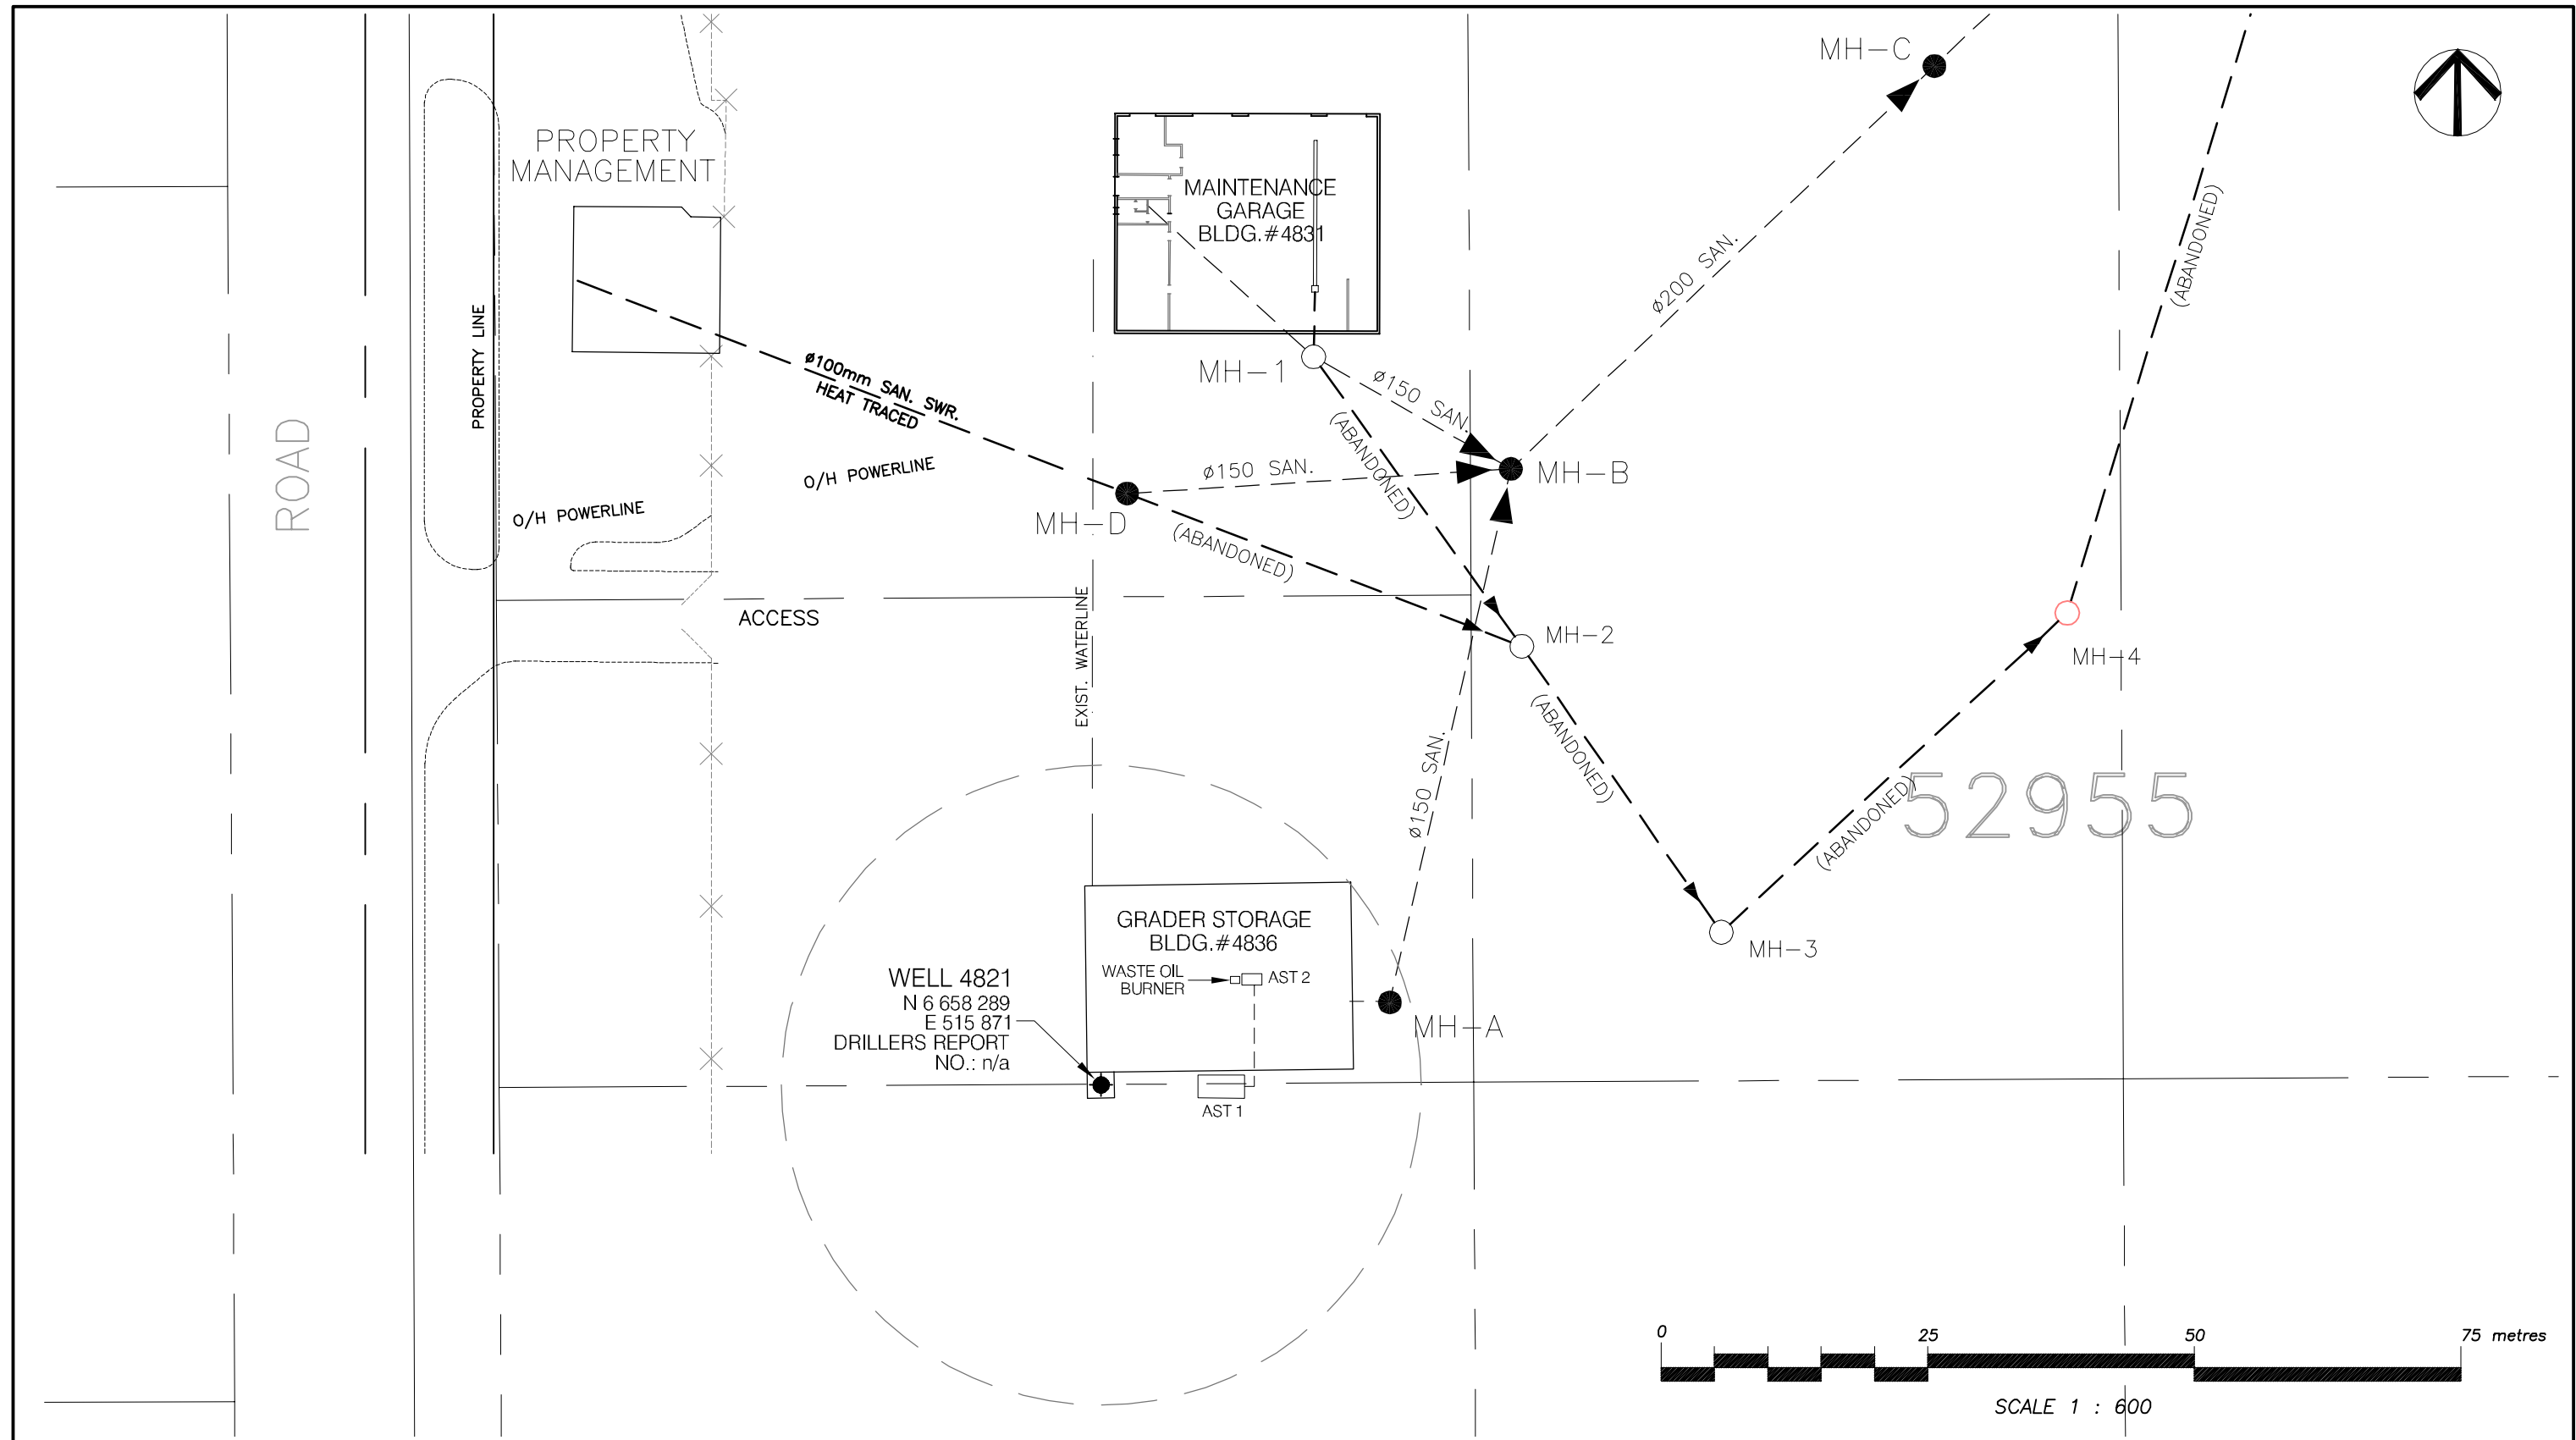 MH-C
PROPERTY
MANAGEMENT
MAINTENANCE
GARAGE
BLDG.#4831
ø200 SAN.
(ABANDONED)
PROPERTY LINE
ø100mm SAN. SWR.
HEAT TRACED
MH-1
ø150 SAN.
(ABANDONED)
ROAD
O/H POWERLINE
O/H POWERLINE
ø150 SAN.
MH-B
MH-D
(ABANDONED)
ACCESS
EXIST. WATERLINE
MH-2
MH-4
(ABANDONED)
ø150 SAN.
(ABANDONED)
52955
GRADER STORAGE
BLDG.#4836
WASTE OIL
BURNER
AST 2
MH-3
WELL 4821
N 6 658 289
E 515 871
DRILLERS REPORT
NO.: n/a
MH-A
AST 1
0 25 50 75 metres
SCALE 1 : 600